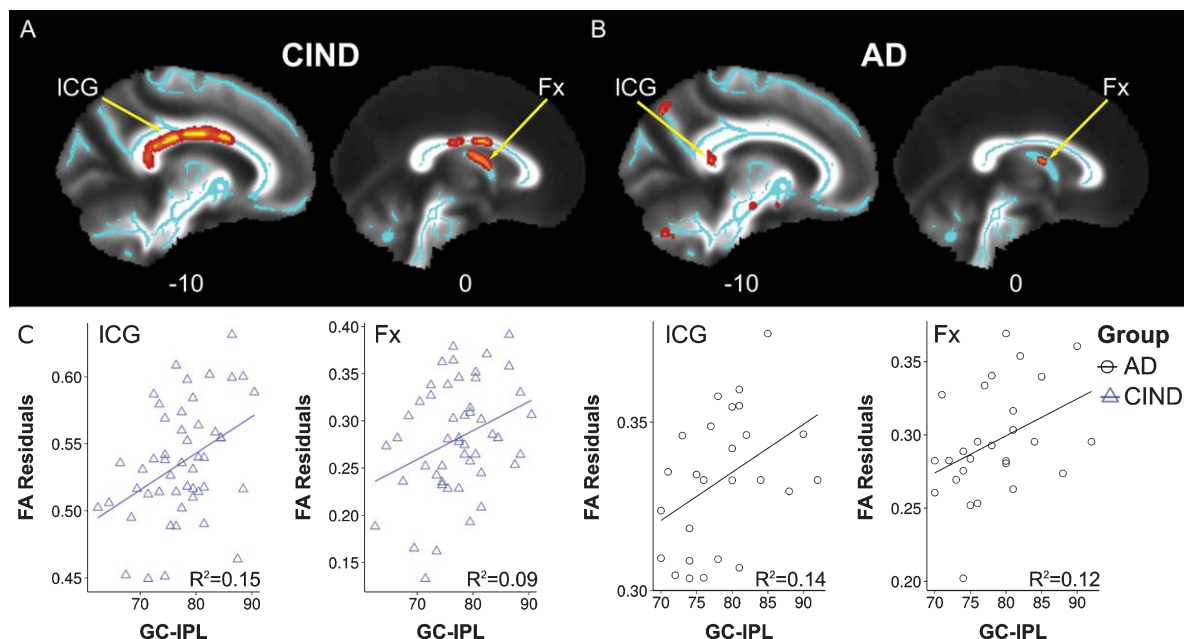 A
CIND
ICG
Fx
-10
0
B
AD
ICG
Fx
-10
0
C
ICG
FA Residuals
0.60
0.55
0.50
0.45
R²=0.15
70
80
90
GC-IPL
Fx
FA Residuals
0.40
0.35
0.30
0.25
0.20
0.15
R²=0.09
70
80
90
GC-IPL
ICG
FA Residuals
0.35
0.30
R²=0.14
70
75
80
85
90
GC-IPL
Fx
FA Residuals
0.35
0.30
0.25
0.20
R²=0.12
70
75
80
85
90
GC-IPL
Group
AD
CIND